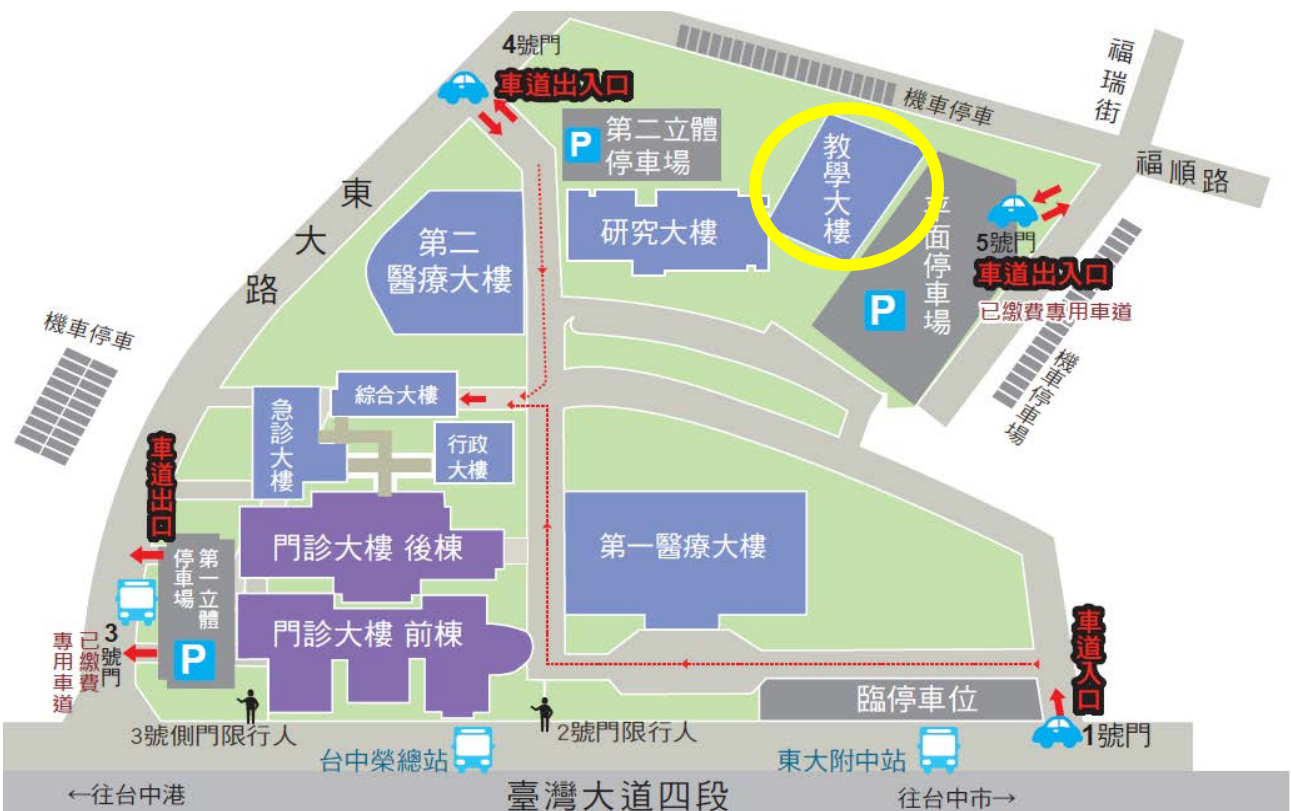 4號門
車道出入口
機車停車
福瑞街
福順路
P 第二立體
停車場
教學大樓
東大路
第二
醫療大樓
研究大樓
平面停車場
P
5號門
車道出入口
已繳費專用車道
機車停車
機車停車場
綜合大樓
急診大樓
行政
大樓
車道出口
門診大樓 後棟
第一醫療大樓
第一立體
停車場
P
門診大樓 前棟
3號門
已繳費
專用車道
車道入口
臨停車位
1號門
3號側門限行人
2號門限行人
台中榮總站
東大附中站
←往台中港
臺灣大道四段
往台中市→